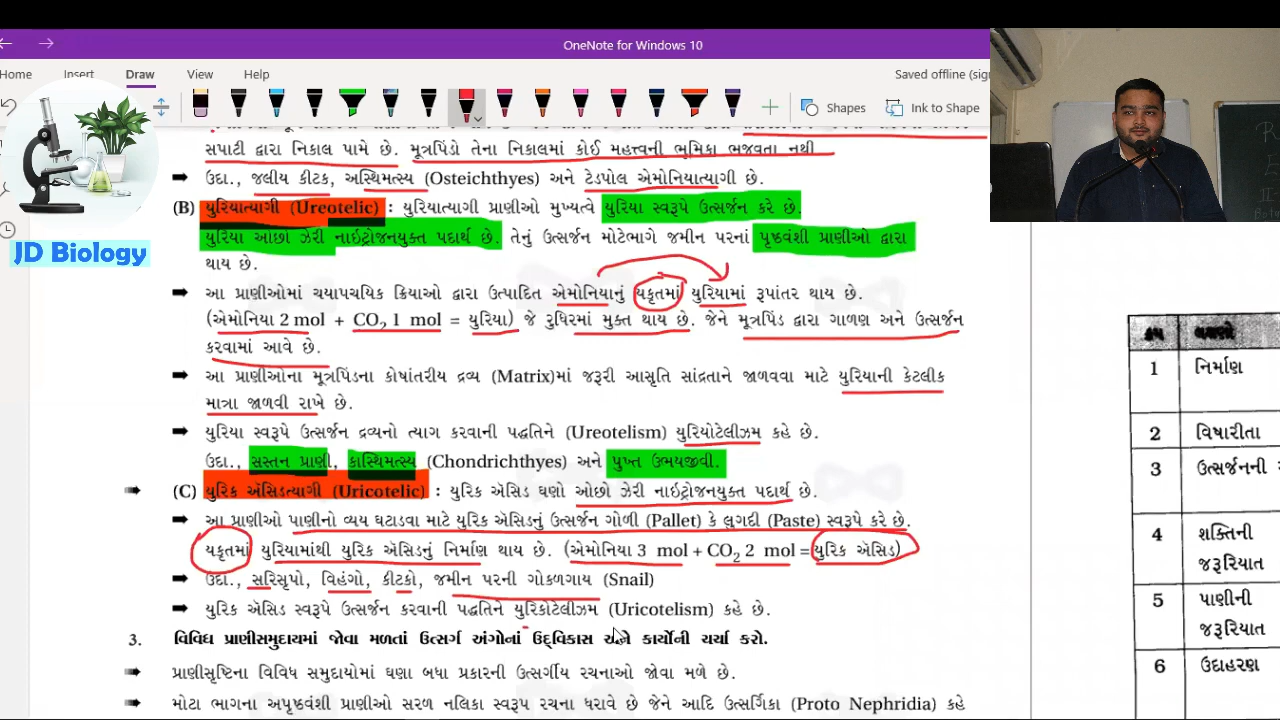 OneNote for Windows 10
Home Insert Draw View Help
Saved offline (sig
Shapes Ink to Shape
JD Biology
સપાટી દ્વારા નિકાલ પામે છે. મૂત્રપિંડો તેના નિકાલમાં કોઈ મહત્ત્વની ભૂમિકા ભજવતા નથી
➡ ઉદા., જલીય કીટક, અસ્થિમત્સ્ય (Osteichthyes) અને ટેડપોલ એમોનિયાત્યાગી છે.
(B) યુરિયાત્યાગી (Ureotelic) : યુરિયાત્યાગી પ્રાણીઓ મુખ્યત્વે યુરિયા સ્વરૂપે ઉત્સર્જન કરે છે.
યુરિયા ઓછો ઝેરી નાઇટ્રોજનયુક્ત પદાર્થ છે. તેનું ઉત્સર્જન મોટેભાગે જમીન પરનાં પૃષ્ઠવંશી પ્રાણીઓ દ્વારા
થાય છે.
➡ આ પ્રાણીઓમાં ચયાપચયિક ક્રિયાઓ દ્વારા ઉત્પાદિત એમોનિયાનું યકૃતમાં યુરિયામાં રૂપાંતર થાય છે.
(એમોનિયા 2 mol + CO₂ 1 mol = યુરિયા) જે રુધિરમાં મુક્ત થાય છે. જેને મૂત્રપિંડ દ્વારા ગાળણ અને ઉત્સર્જન
કરવામાં આવે છે.
➡ આ પ્રાણીઓના મૂત્રપિંડના કોષાંતરીય દ્રવ્ય (Matrix)માં જરૂરી આસૃતિ સાંદ્રતાને જાળવવા માટે યુરિયાની કેટલીક
માત્રા જાળવી રાખે છે.
➡ યુરિયા સ્વરૂપે ઉત્સર્જન દ્રવ્યનો ત્યાગ કરવાની પદ્ધતિને (Ureotelism) યુરિયોટેલીઝમ કહે છે.
ઉદા., સસ્તન પ્રાણી, કાસ્થિમત્સ્ય (Chondrichthyes) અને પુખ્ત ઉભયજીવી.
➡ (C) યુરિક ઍસિડત્યાગી (Uricotelic) : યુરિક ઍસિડ ઘણો ઓછો ઝેરી નાઇટ્રોજનયુક્ત પદાર્થ છે.
➡ આ પ્રાણીઓ પાણીનો વ્યય ઘટાડવા માટે યુરિક ઍસિડનું ઉત્સર્જન ગોળી (Pallet) કે લુગદી (Paste) સ્વરૂપે કરે છે.
યકૃતમાં યુરિયામાંથી યુરિક ઍસિડનું નિર્માણ થાય છે. (એમોનિયા 3 mol + CO₂ 2 mol = યુરિક ઍસિડ)
➡ ઉદા., સરિસૃપો, વિહંગો, કીટકો, જમીન પરની ગોકળગાય (Snail)
➡ યુરિક ઍસિડ સ્વરૂપે ઉત્સર્જન કરવાની પદ્ધતિને યુરિકોટેલીઝમ (Uricotelism) કહે છે.
3. વિવિધ પ્રાણીસમુદાયમાં જોવા મળતાં ઉત્સર્ગ અંગોનાં ઉદ્‌વિકાસ અને કાર્યોની ચર્ચા કરો.
➡ પ્રાણીસૃષ્ટિના વિવિધ સમુદાયોમાં ઘણા બધા પ્રકારની ઉત્સર્ગીય રચનાઓ જોવા મળે છે.
➡ મોટા ભાગના અપૃષ્ઠવંશી પ્રાણીઓ સરળ નલિકા સ્વરૂપ રચના ધરાવે છે જેને આદિ ઉત્સર્ગિકા (Proto Nephridia) કહે
ક્રમ
1 નિર્માણ
2 વિષારીતા
3 ઉત્સર્જનની
4 શક્તિની
જરૂરિયાત
5 પાણીની
જરૂરિયાત
6 ઉદાહરણ